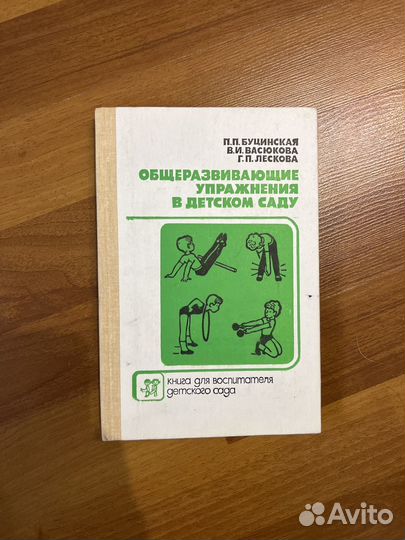 П.П. БУЦИНСКАЯ
В.И. ВАСЮКОВА
Г.П. ЛЕСКОВА
ОБЩЕРАЗВИВАЮЩИЕ
УПРАЖНЕНИЯ
В ДЕТСКОМ САДУ
книга для воспитателя
детского сада
Avito